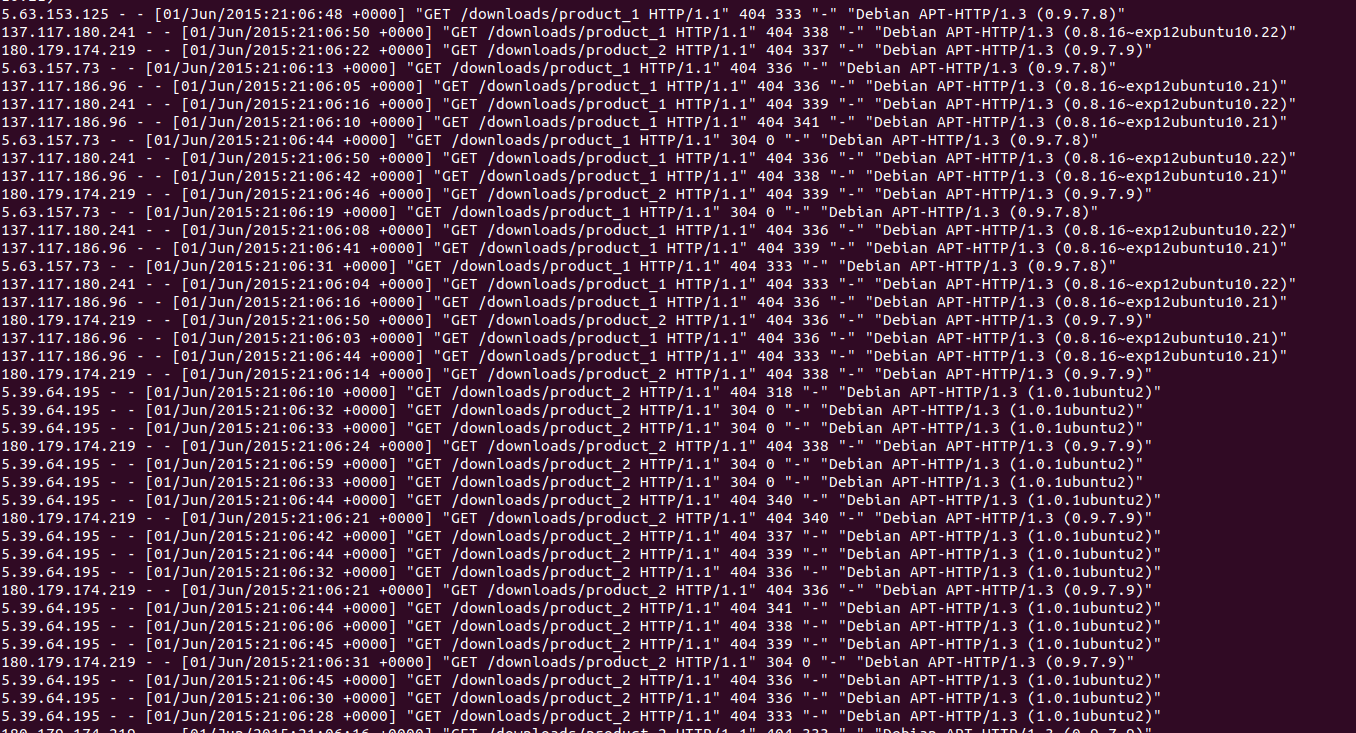 5.63.153.125 - - [01/Jun/2015:21:06:48 +0000] "GET /downloads/product_1 HTTP/1.1" 404 333 "-" "Debian APT-HTTP/1.3 (0.9.7.8)"
137.117.180.241 - - [01/Jun/2015:21:06:50 +0000] "GET /downloads/product_1 HTTP/1.1" 404 338 "-" "Debian APT-HTTP/1.3 (0.8.16~exp12ubuntu10.22)"
180.179.174.219 - - [01/Jun/2015:21:06:22 +0000] "GET /downloads/product_2 HTTP/1.1" 404 337 "-" "Debian APT-HTTP/1.3 (0.9.7.9)"
5.63.157.73 - - [01/Jun/2015:21:06:13 +0000] "GET /downloads/product_1 HTTP/1.1" 404 336 "-" "Debian APT-HTTP/1.3 (0.9.7.8)"
137.117.186.96 - - [01/Jun/2015:21:06:05 +0000] "GET /downloads/product_1 HTTP/1.1" 404 336 "-" "Debian APT-HTTP/1.3 (0.8.16~exp12ubuntu10.21)"
137.117.180.241 - - [01/Jun/2015:21:06:16 +0000] "GET /downloads/product_1 HTTP/1.1" 404 339 "-" "Debian APT-HTTP/1.3 (0.8.16~exp12ubuntu10.22)"
137.117.186.96 - - [01/Jun/2015:21:06:10 +0000] "GET /downloads/product_1 HTTP/1.1" 404 341 "-" "Debian APT-HTTP/1.3 (0.8.16~exp12ubuntu10.21)"
5.63.157.73 - - [01/Jun/2015:21:06:44 +0000] "GET /downloads/product_1 HTTP/1.1" 304 0 "-" "Debian APT-HTTP/1.3 (0.9.7.8)"
137.117.180.241 - - [01/Jun/2015:21:06:50 +0000] "GET /downloads/product_1 HTTP/1.1" 404 336 "-" "Debian APT-HTTP/1.3 (0.8.16~exp12ubuntu10.22)"
137.117.186.96 - - [01/Jun/2015:21:06:42 +0000] "GET /downloads/product_1 HTTP/1.1" 404 338 "-" "Debian APT-HTTP/1.3 (0.8.16~exp12ubuntu10.21)"
180.179.174.219 - - [01/Jun/2015:21:06:46 +0000] "GET /downloads/product_2 HTTP/1.1" 404 339 "-" "Debian APT-HTTP/1.3 (0.9.7.9)"
5.63.157.73 - - [01/Jun/2015:21:06:19 +0000] "GET /downloads/product_1 HTTP/1.1" 304 0 "-" "Debian APT-HTTP/1.3 (0.9.7.8)"
137.117.180.241 - - [01/Jun/2015:21:06:08 +0000] "GET /downloads/product_1 HTTP/1.1" 404 336 "-" "Debian APT-HTTP/1.3 (0.8.16~exp12ubuntu10.22)"
137.117.186.96 - - [01/Jun/2015:21:06:41 +0000] "GET /downloads/product_1 HTTP/1.1" 404 339 "-" "Debian APT-HTTP/1.3 (0.8.16~exp12ubuntu10.21)"
5.63.157.73 - - [01/Jun/2015:21:06:31 +0000] "GET /downloads/product_1 HTTP/1.1" 404 333 "-" "Debian APT-HTTP/1.3 (0.9.7.8)"
137.117.180.241 - - [01/Jun/2015:21:06:04 +0000] "GET /downloads/product_1 HTTP/1.1" 404 333 "-" "Debian APT-HTTP/1.3 (0.8.16~exp12ubuntu10.22)"
137.117.186.96 - - [01/Jun/2015:21:06:16 +0000] "GET /downloads/product_1 HTTP/1.1" 404 336 "-" "Debian APT-HTTP/1.3 (0.8.16~exp12ubuntu10.21)"
180.179.174.219 - - [01/Jun/2015:21:06:50 +0000] "GET /downloads/product_2 HTTP/1.1" 404 336 "-" "Debian APT-HTTP/1.3 (0.9.7.9)"
137.117.186.96 - - [01/Jun/2015:21:06:03 +0000] "GET /downloads/product_1 HTTP/1.1" 404 336 "-" "Debian APT-HTTP/1.3 (0.8.16~exp12ubuntu10.21)"
137.117.186.96 - - [01/Jun/2015:21:06:44 +0000] "GET /downloads/product_1 HTTP/1.1" 404 333 "-" "Debian APT-HTTP/1.3 (0.8.16~exp12ubuntu10.21)"
180.179.174.219 - - [01/Jun/2015:21:06:14 +0000] "GET /downloads/product_2 HTTP/1.1" 404 338 "-" "Debian APT-HTTP/1.3 (0.9.7.9)"
5.39.64.195 - - [01/Jun/2015:21:06:10 +0000] "GET /downloads/product_2 HTTP/1.1" 404 318 "-" "Debian APT-HTTP/1.3 (1.0.1ubuntu2)"
5.39.64.195 - - [01/Jun/2015:21:06:32 +0000] "GET /downloads/product_2 HTTP/1.1" 304 0 "-" "Debian APT-HTTP/1.3 (1.0.1ubuntu2)"
5.39.64.195 - - [01/Jun/2015:21:06:33 +0000] "GET /downloads/product_2 HTTP/1.1" 304 0 "-" "Debian APT-HTTP/1.3 (1.0.1ubuntu2)"
180.179.174.219 - - [01/Jun/2015:21:06:24 +0000] "GET /downloads/product_2 HTTP/1.1" 404 338 "-" "Debian APT-HTTP/1.3 (0.9.7.9)"
5.39.64.195 - - [01/Jun/2015:21:06:59 +0000] "GET /downloads/product_2 HTTP/1.1" 304 0 "-" "Debian APT-HTTP/1.3 (1.0.1ubuntu2)"
5.39.64.195 - - [01/Jun/2015:21:06:33 +0000] "GET /downloads/product_2 HTTP/1.1" 304 0 "-" "Debian APT-HTTP/1.3 (1.0.1ubuntu2)"
5.39.64.195 - - [01/Jun/2015:21:06:44 +0000] "GET /downloads/product_2 HTTP/1.1" 404 340 "-" "Debian APT-HTTP/1.3 (1.0.1ubuntu2)"
180.179.174.219 - - [01/Jun/2015:21:06:21 +0000] "GET /downloads/product_2 HTTP/1.1" 404 340 "-" "Debian APT-HTTP/1.3 (0.9.7.9)"
5.39.64.195 - - [01/Jun/2015:21:06:42 +0000] "GET /downloads/product_2 HTTP/1.1" 404 337 "-" "Debian APT-HTTP/1.3 (1.0.1ubuntu2)"
5.39.64.195 - - [01/Jun/2015:21:06:44 +0000] "GET /downloads/product_2 HTTP/1.1" 404 339 "-" "Debian APT-HTTP/1.3 (1.0.1ubuntu2)"
5.39.64.195 - - [01/Jun/2015:21:06:32 +0000] "GET /downloads/product_2 HTTP/1.1" 404 336 "-" "Debian APT-HTTP/1.3 (1.0.1ubuntu2)"
180.179.174.219 - - [01/Jun/2015:21:06:21 +0000] "GET /downloads/product_2 HTTP/1.1" 404 336 "-" "Debian APT-HTTP/1.3 (0.9.7.9)"
5.39.64.195 - - [01/Jun/2015:21:06:44 +0000] "GET /downloads/product_2 HTTP/1.1" 404 341 "-" "Debian APT-HTTP/1.3 (1.0.1ubuntu2)"
5.39.64.195 - - [01/Jun/2015:21:06:06 +0000] "GET /downloads/product_2 HTTP/1.1" 404 338 "-" "Debian APT-HTTP/1.3 (1.0.1ubuntu2)"
5.39.64.195 - - [01/Jun/2015:21:06:45 +0000] "GET /downloads/product_2 HTTP/1.1" 404 339 "-" "Debian APT-HTTP/1.3 (1.0.1ubuntu2)"
180.179.174.219 - - [01/Jun/2015:21:06:31 +0000] "GET /downloads/product_2 HTTP/1.1" 304 0 "-" "Debian APT-HTTP/1.3 (0.9.7.9)"
5.39.64.195 - - [01/Jun/2015:21:06:45 +0000] "GET /downloads/product_2 HTTP/1.1" 404 336 "-" "Debian APT-HTTP/1.3 (1.0.1ubuntu2)"
5.39.64.195 - - [01/Jun/2015:21:06:30 +0000] "GET /downloads/product_2 HTTP/1.1" 404 336 "-" "Debian APT-HTTP/1.3 (1.0.1ubuntu2)"
5.39.64.195 - - [01/Jun/2015:21:06:28 +0000] "GET /downloads/product_2 HTTP/1.1" 404 333 "-" "Debian APT-HTTP/1.3 (1.0.1ubuntu2)"